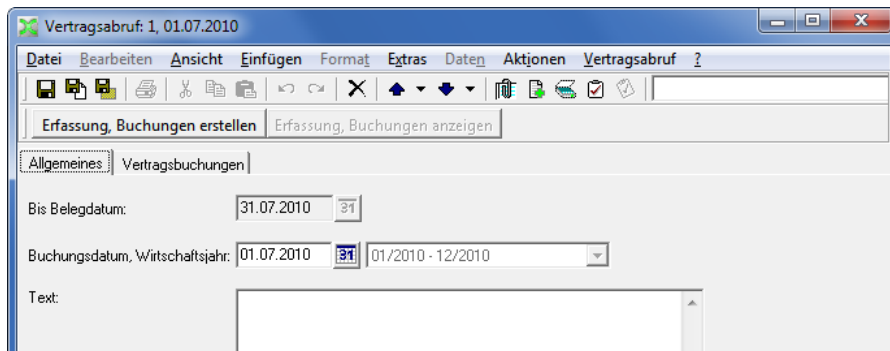 Vertragsabruf: 1, 01.07.2010
Datei Bearbeiten Ansicht Einfügen Format Extras Daten Aktionen Vertragsabruf ?
Erfassung, Buchungen erstellen Erfassung, Buchungen anzeigen
Allgemeines Vertragsbuchungen
Bis Belegdatum: 31.07.2010 31
Buchungsdatum, Wirtschaftsjahr: 01.07.2010 31 01/2010 - 12/2010
Text: